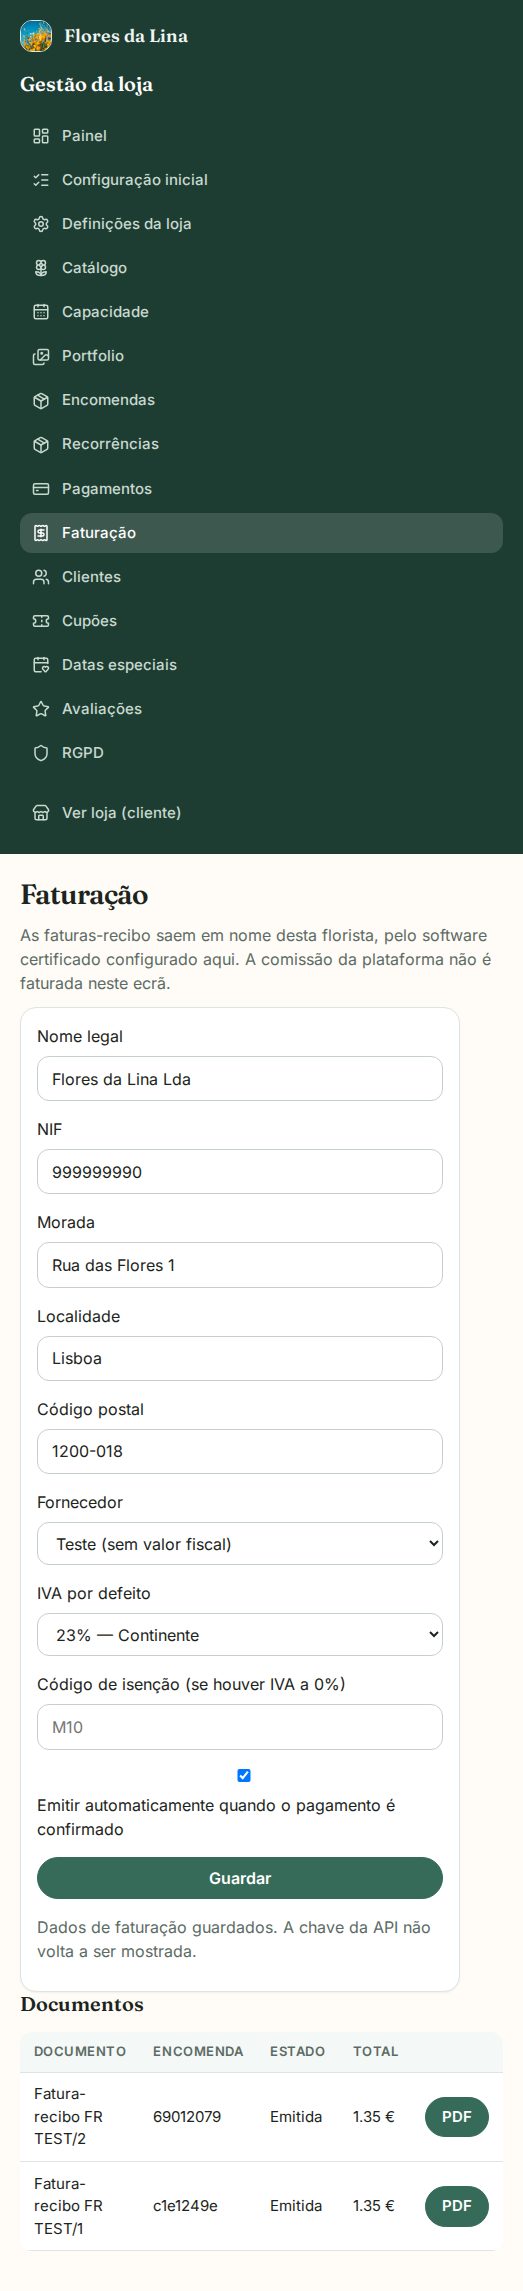 Flores da Lina
Gestão da loja
Painel
Configuração inicial
Definições da loja
Catálogo
Capacidade
Portfolio
Encomendas
Recorrências
Pagamentos
Faturação
Clientes
Cupões
Datas especiais
Avaliações
RGPD
Ver loja (cliente)
Faturação
As faturas-recibo saem em nome desta florista, pelo software
certificado configurado aqui. A comissão da plataforma não é
faturada neste ecrã.
Nome legal
Flores da Lina Lda
NIF
999999990
Morada
Rua das Flores 1
Localidade
Lisboa
Código postal
1200-018
Fornecedor
Teste (sem valor fiscal)
IVA por defeito
23% — Continente
Código de isenção (se houver IVA a 0%)
M10
Emitir automaticamente quando o pagamento é
confirmado
Guardar
Dados de faturação guardados. A chave da API não
volta a ser mostrada.
Documentos
DOCUMENTO ENCOMENDA ESTADO TOTAL
Fatura-
recibo FR 69012079 Emitida 1.35 € PDF
TEST/2
Fatura-
recibo FR c1e1249e Emitida 1.35 € PDF
TEST/1